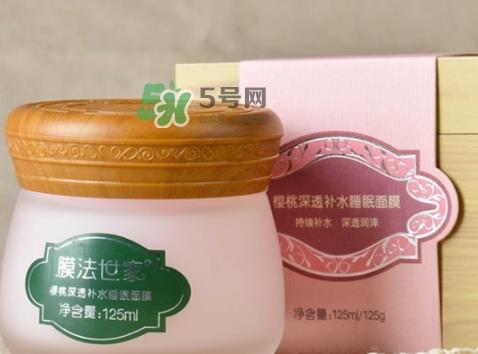 5号网
膜法世家®
樱桃深透补水睡眠面膜
净含量:125ml
樱桃深透补水睡眠面膜
持续补水 深透润泽
净含量:125ml/125g